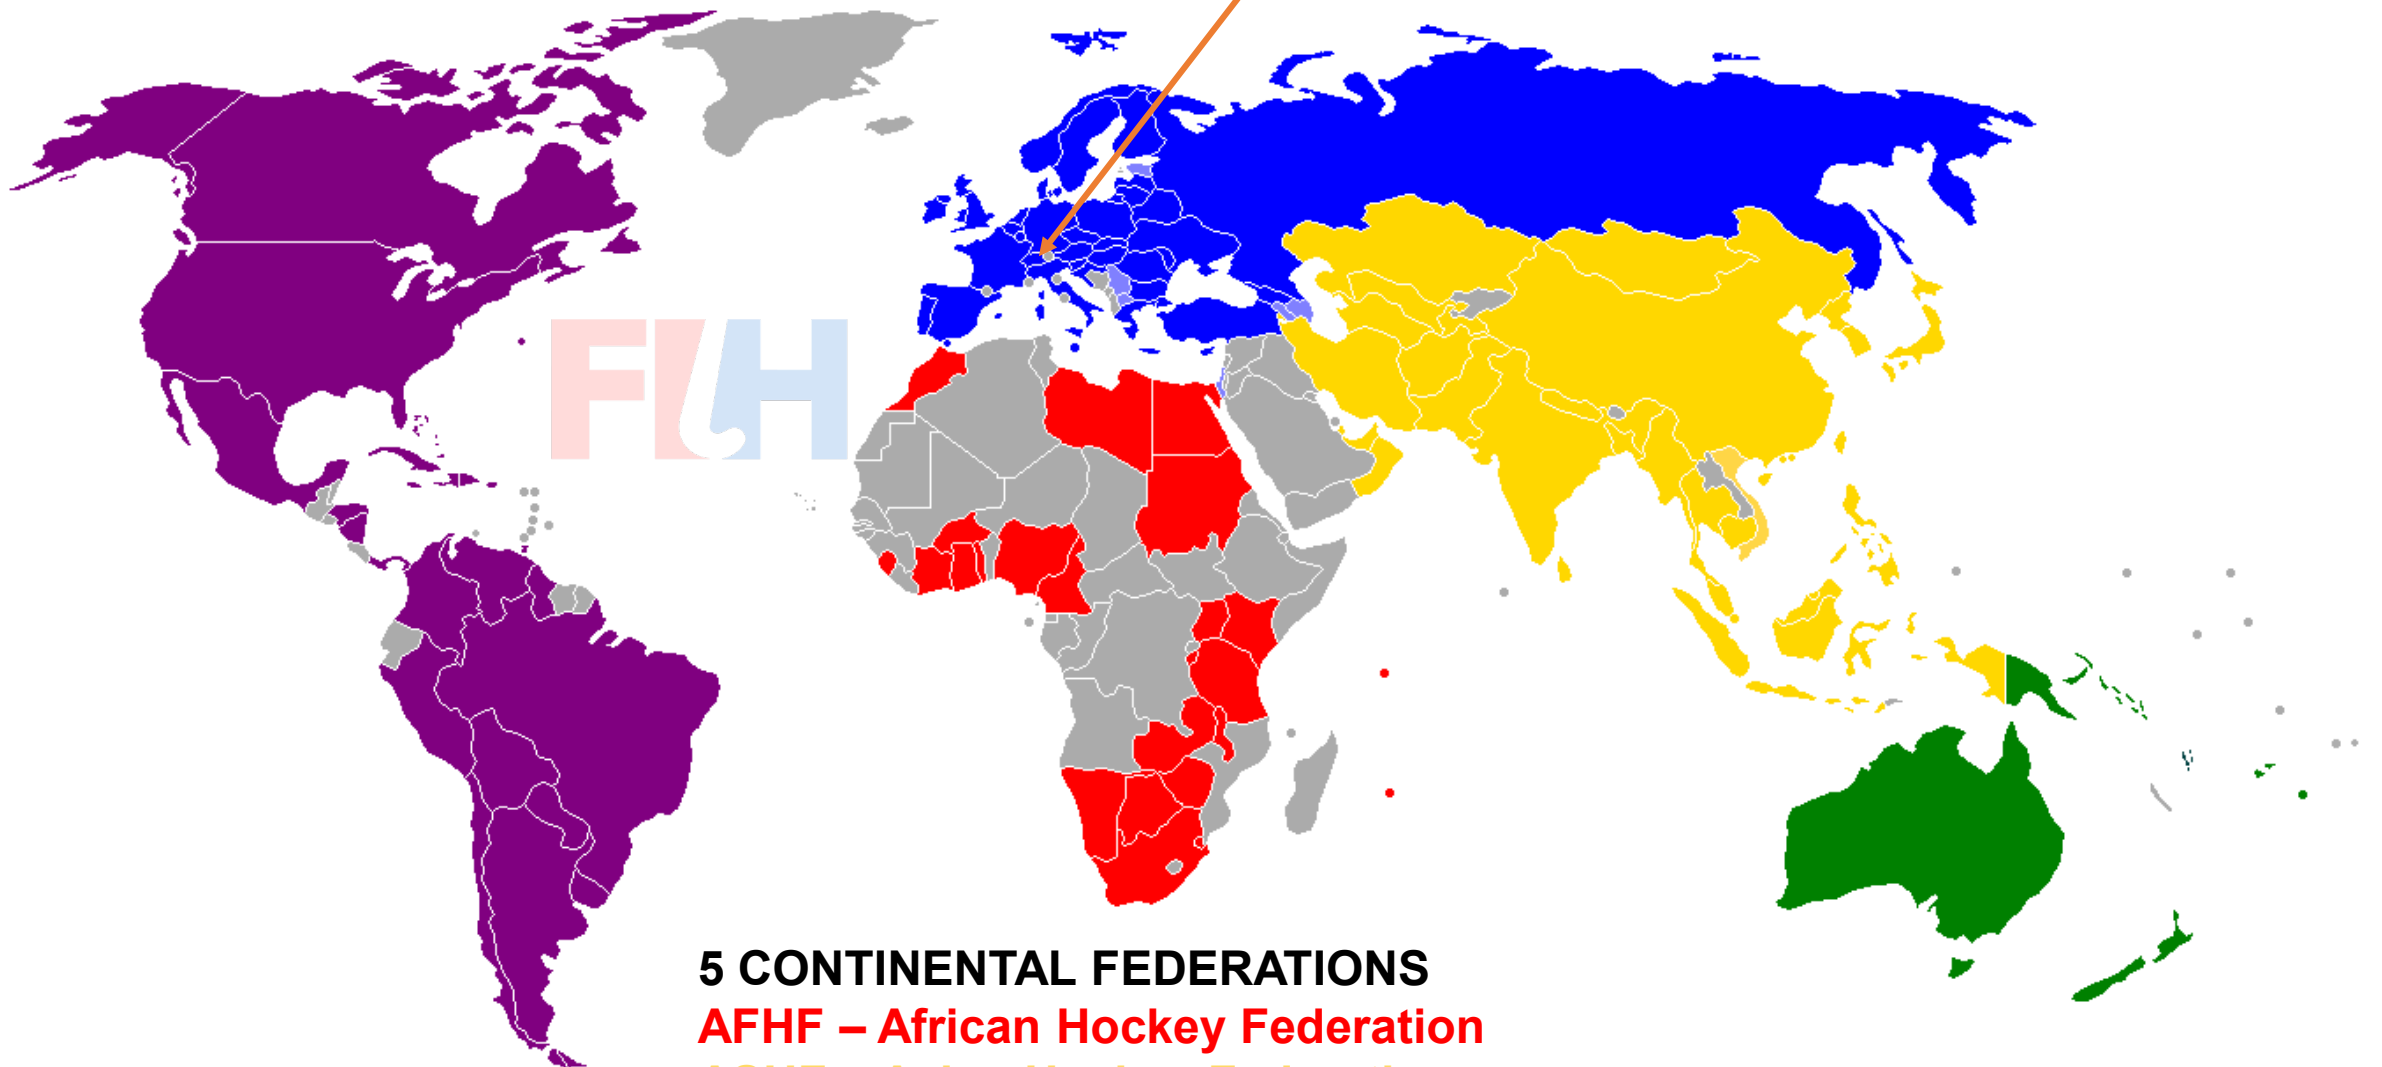 FIH
5 CONTINENTAL FEDERATIONS
AFHF – African Hockey Federation